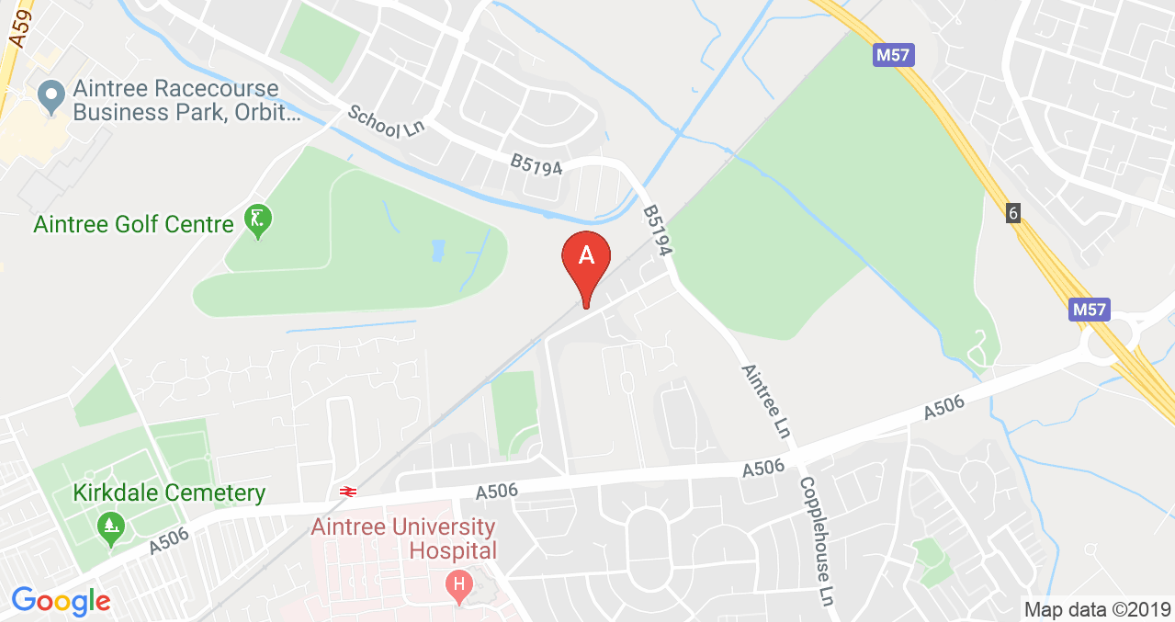 A59
M57
Aintree Racecourse
Business Park, Orbit...
School Ln
B5194
6
Aintree Golf Centre
B5194
A
M57
Aintree Ln
A506
A506
A506
Kirkdale Cemetery
Copplehouse Ln
Aintree University
Hospital
A506
H
Google
Map data ©2019